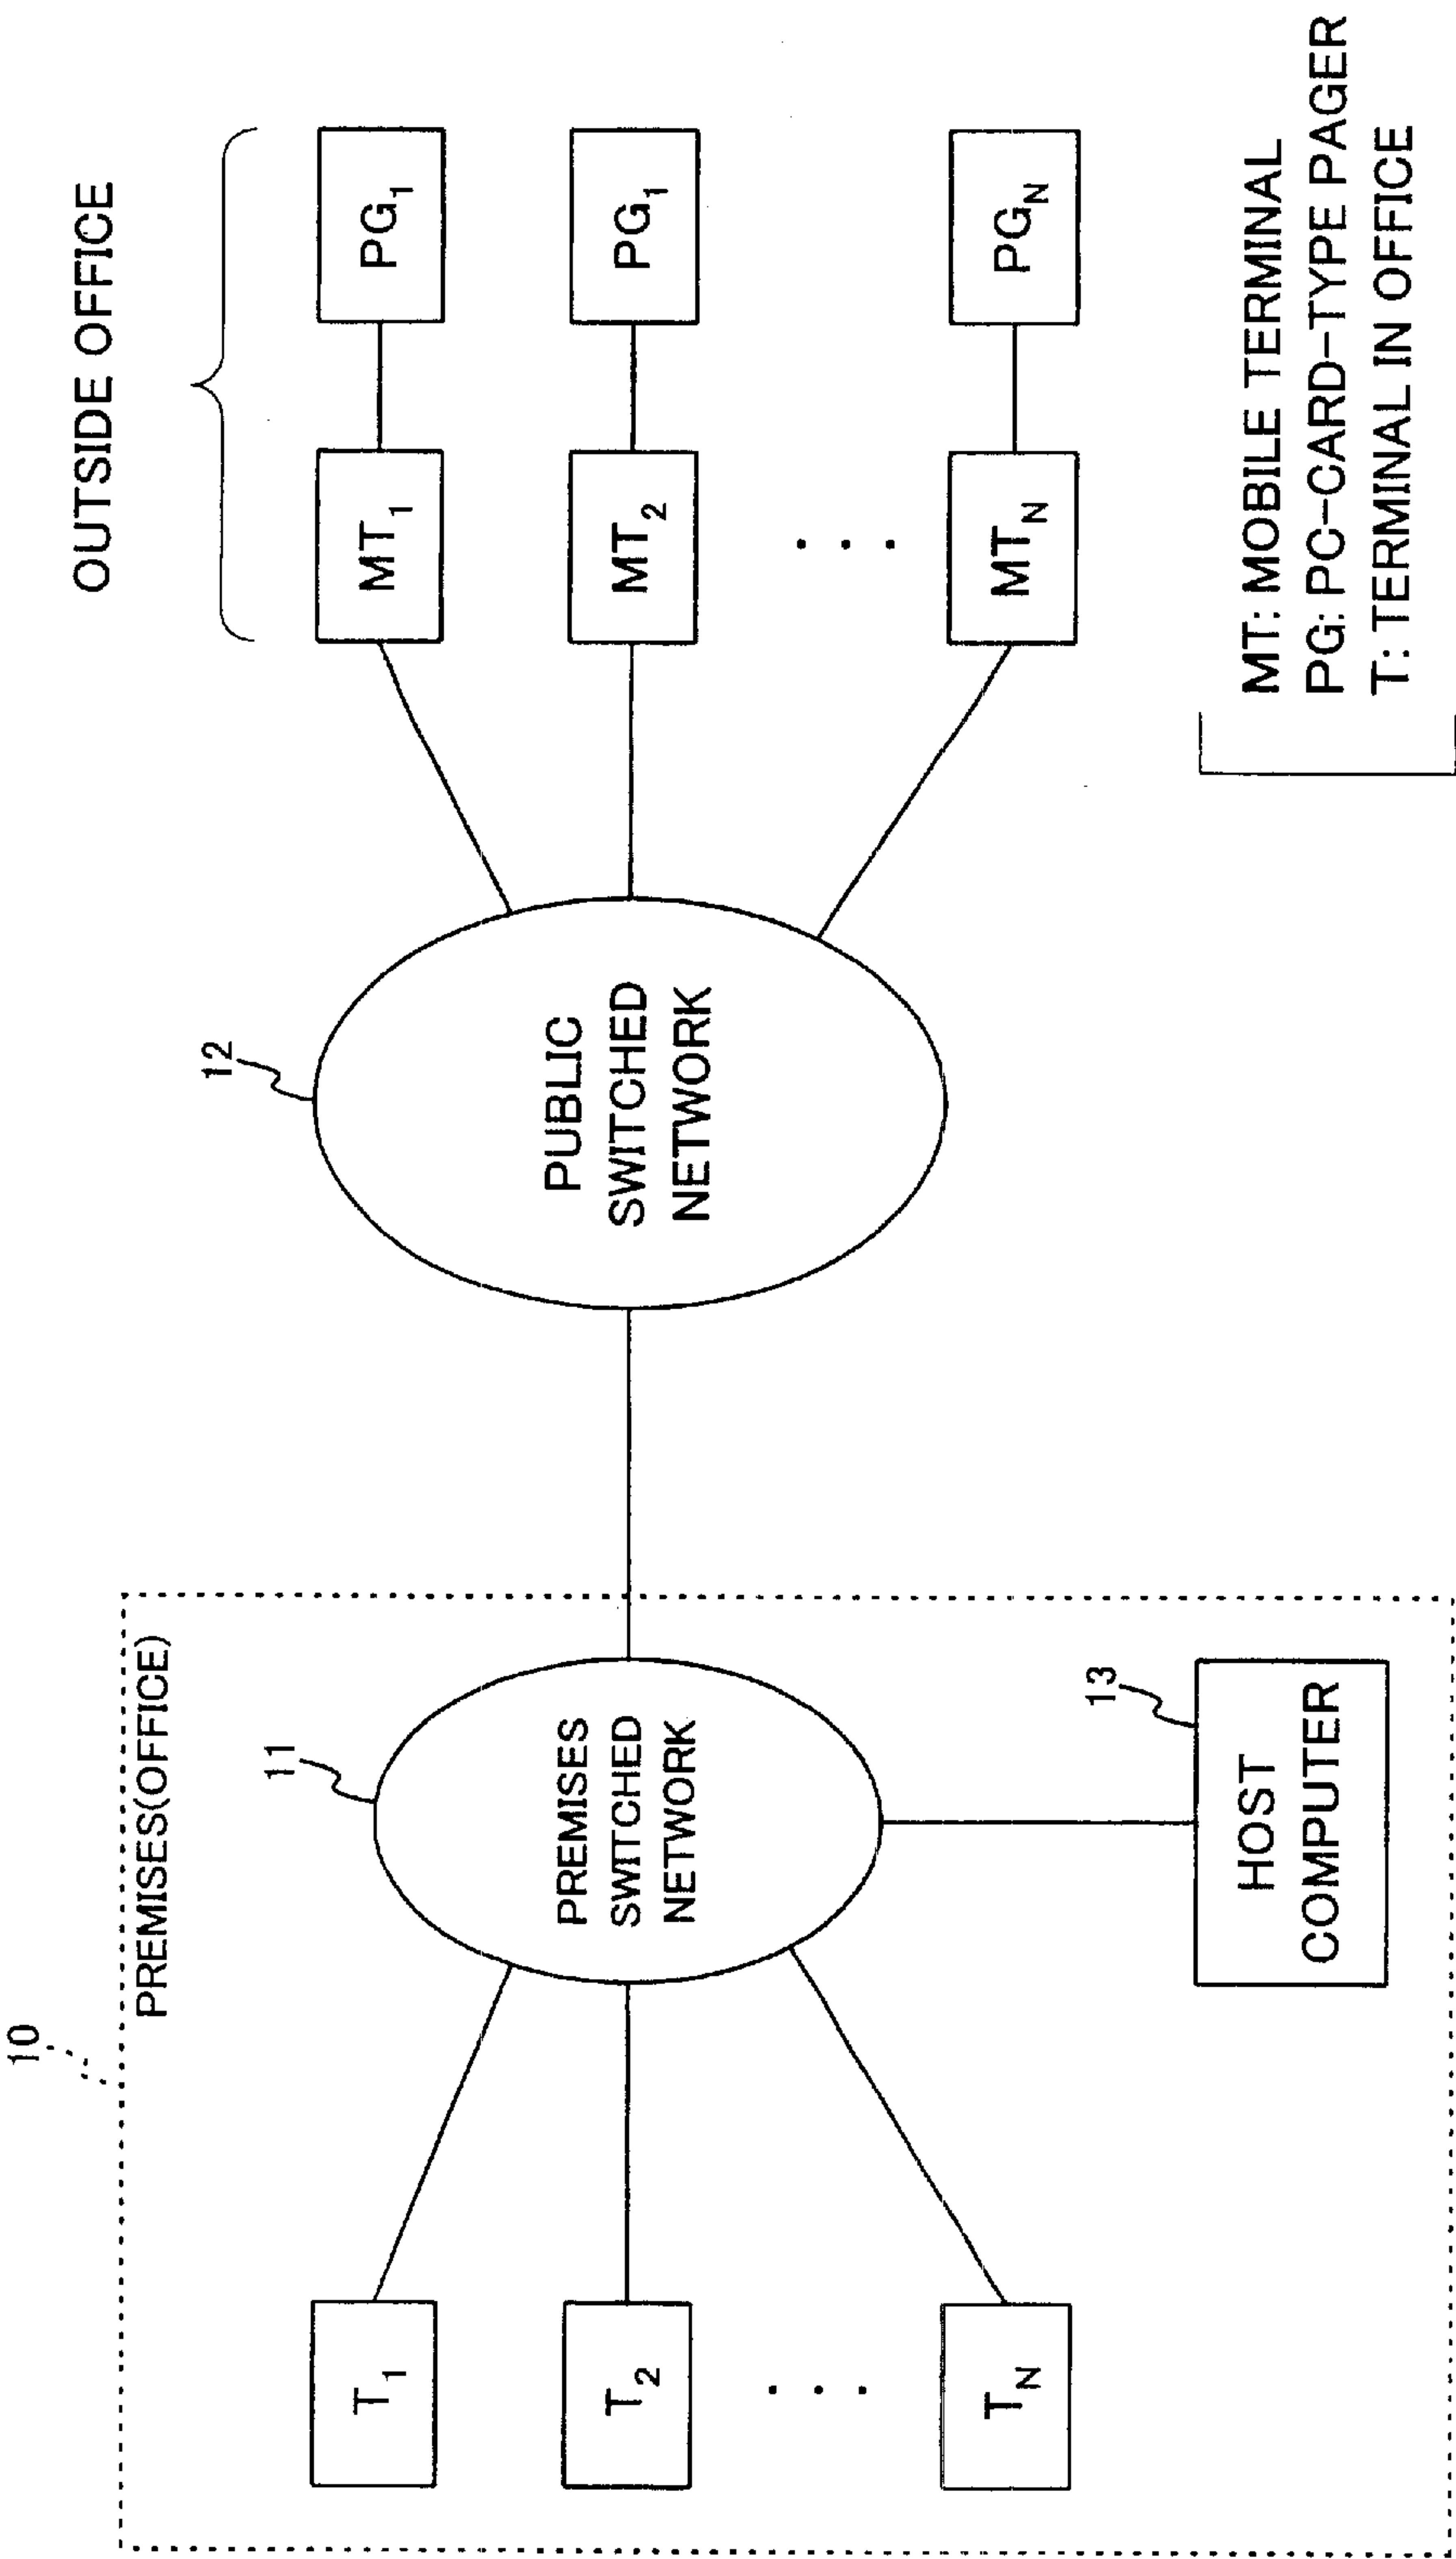 10
PREMISES(OFFICE)
T1
T2
. . .
TN
11
PREMISES
SWITCHED
NETWORK
13
HOST
COMPUTER
12
PUBLIC
SWITCHED
NETWORK
OUTSIDE OFFICE
MT1
PG1
MT2
PG1
. . .
MTN
PGN
MT: MOBILE TERMINAL
PG: PC-CARD-TYPE PAGER
T: TERMINAL IN OFFICE